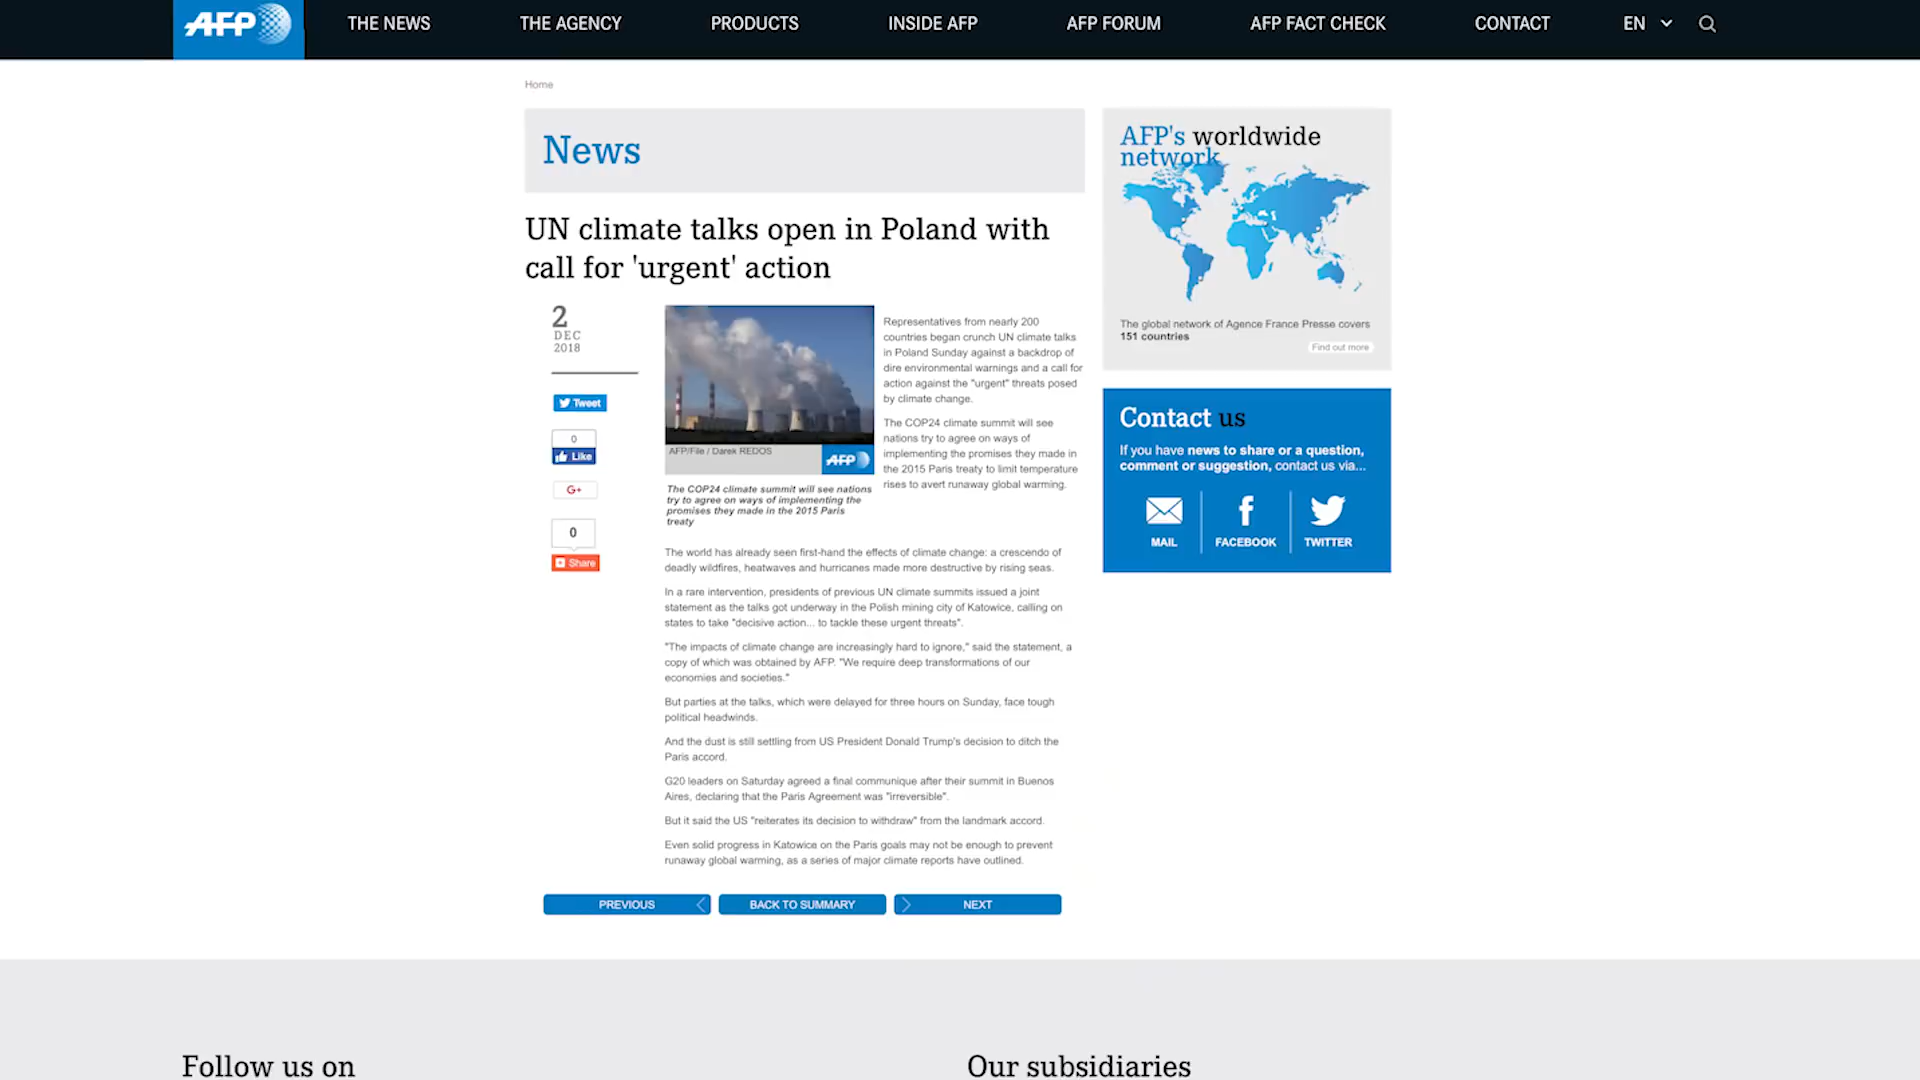 AFP
THE NEWS
THE AGENCY
PRODUCTS
INSIDE AFP
AFP FORUM
AFP FACT CHECK
CONTACT
EN
Home
News
UN climate talks open in Poland with
call for 'urgent' action
2
DEC
2018
Tweet
0
Like
G+
0
Share
AFP/File / Darek REDOS
AFP
The COP24 climate summit will see nations
try to agree on ways of implementing the
promises they made in the 2015 Paris
treaty
Representatives from nearly 200
countries began crunch UN climate talks
in Poland Sunday against a backdrop of
dire environmental warnings and a call for
action against the "urgent" threats posed
by climate change.
The COP24 climate summit will see
nations try to agree on ways of
implementing the promises they made in
the 2015 Paris treaty to limit temperature
rises to avert runaway global warming.
The world has already seen first-hand the effects of climate change: a crescendo of
deadly wildfires, heatwaves and hurricanes made more destructive by rising seas.
In a rare intervention, presidents of previous UN climate summits issued a joint
statement as the talks got underway in the Polish mining city of Katowice, calling on
states to take "decisive action... to tackle these urgent threats".
"The impacts of climate change are increasingly hard to ignore," said the statement, a
copy of which was obtained by AFP. "We require deep transformations of our
economies and societies."
But parties at the talks, which were delayed for three hours on Sunday, face tough
political headwinds.
And the dust is still settling from US President Donald Trump's decision to ditch the
Paris accord.
G20 leaders on Saturday agreed a final communique after their summit in Buenos
Aires, declaring that the Paris Agreement was "irreversible".
But it said the US "reiterates its decision to withdraw" from the landmark accord.
Even solid progress in Katowice on the Paris goals may not be enough to prevent
runaway global warming, as a series of major climate reports have outlined.
PREVIOUS
BACK TO SUMMARY
NEXT
AFP's worldwide
network
The global network of Agence France Presse covers
151 countries
Find out more
Contact us
If you have news to share or a question,
comment or suggestion, contact us via...
MAIL
FACEBOOK
TWITTER
Follow us on
Our subsidiaries